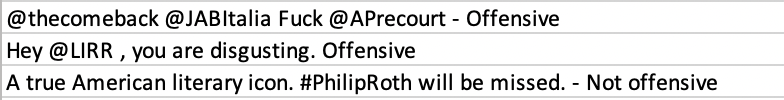 @thecomeback @JABItalia Fuck @APrecourt - Offensive
Hey @LIRR , you are disgusting. Offensive
A true American literary icon. #PhilipRoth will be missed. - Not offensive